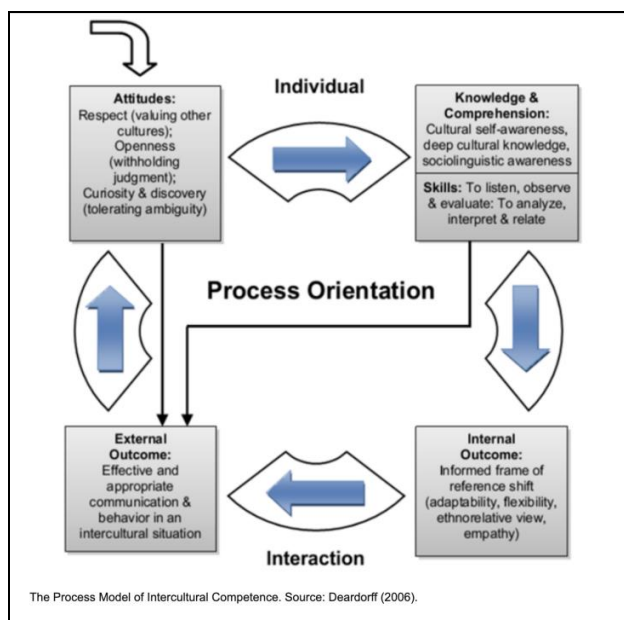 Individual
Attitudes:
Respect (valuing other
cultures);
Openness
(withholding
judgment);
Curiosity & discovery
(tolerating ambiguity)
Knowledge &
Comprehension:
Cultural self-awareness,
deep cultural knowledge,
sociolinguistic awareness
Skills: To listen, observe
& evaluate: To analyze,
interpret & relate
Process Orientation
External
Outcome:
Effective and
appropriate
communication &
behavior in an
intercultural situation
Internal
Outcome:
Informed frame of
reference shift
(adaptability, flexibility,
ethnorelative view,
empathy)
Interaction
The Process Model of Intercultural Competence. Source: Deardorff (2006).